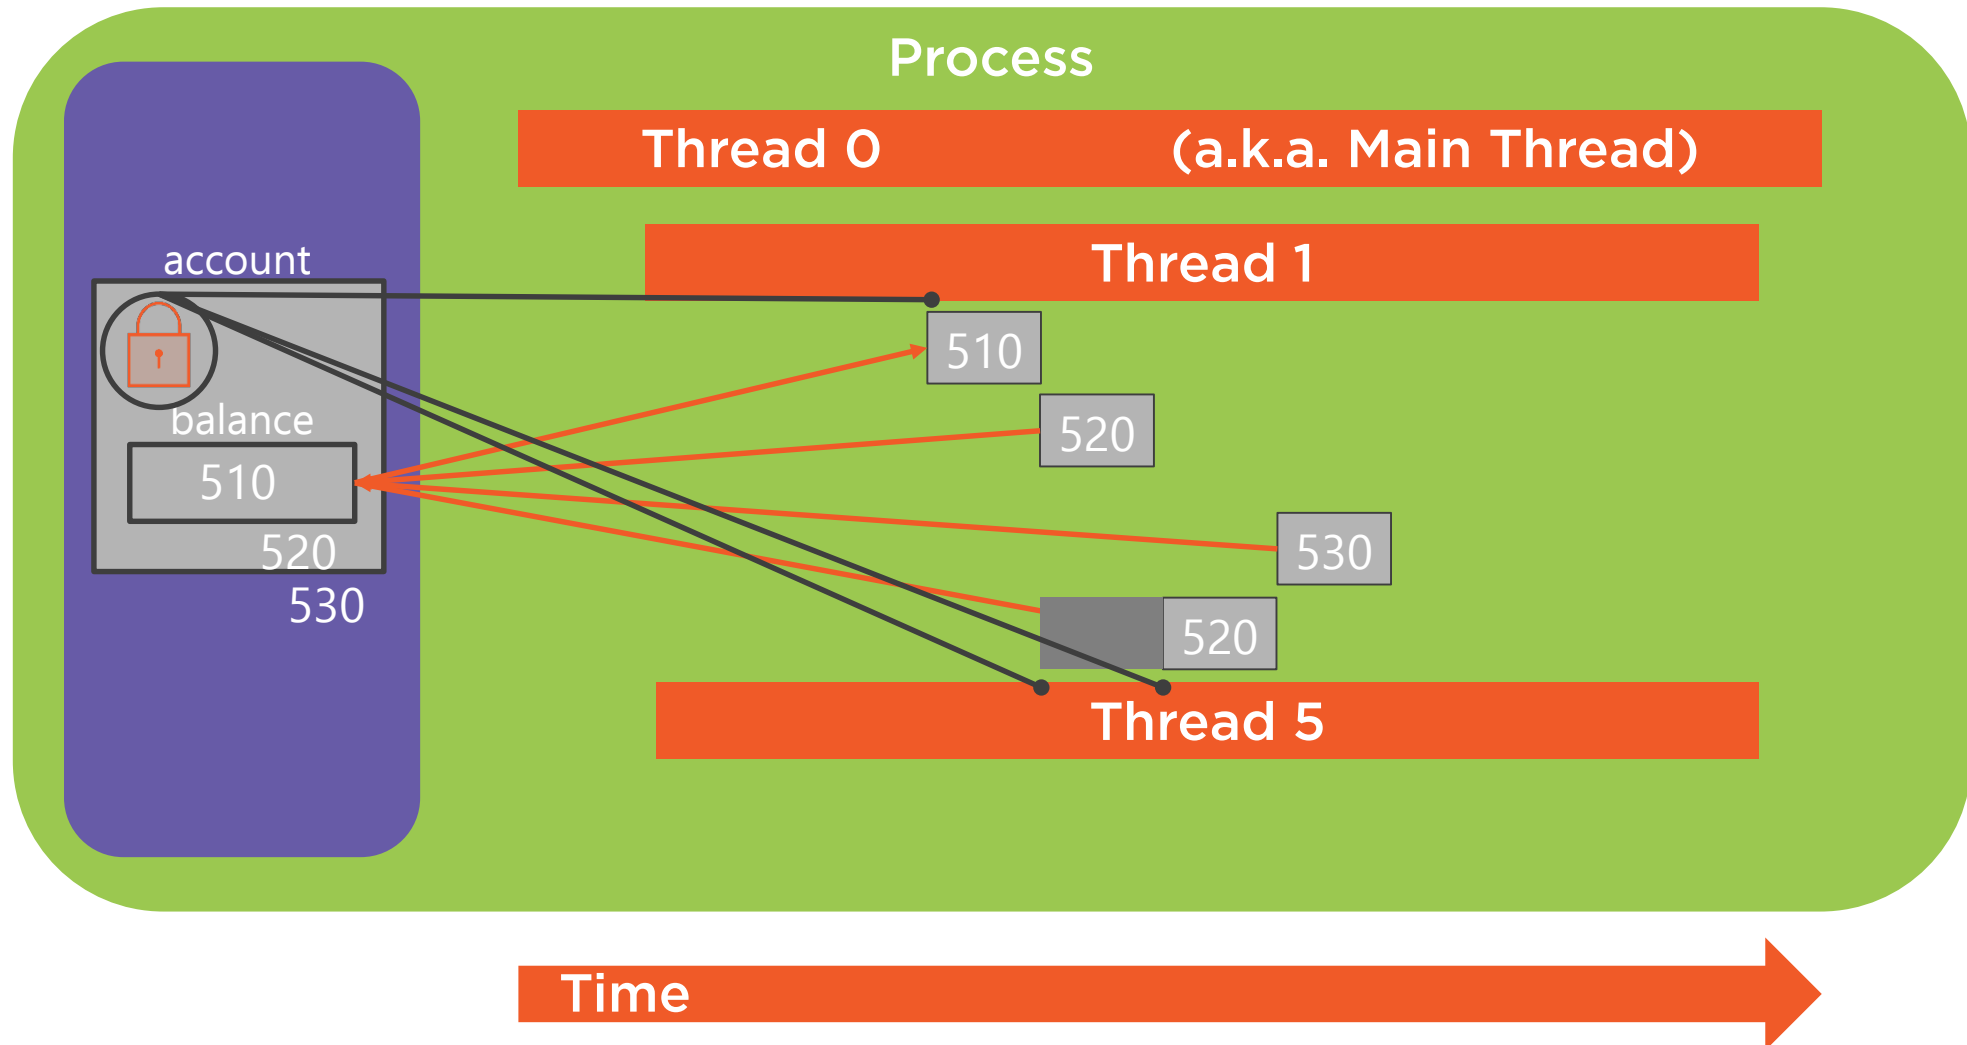 Process
Thread 0 (a.k.a. Main Thread)
Thread 1
account
510
balance
520
510
520
530
530
520
Thread 5
Time